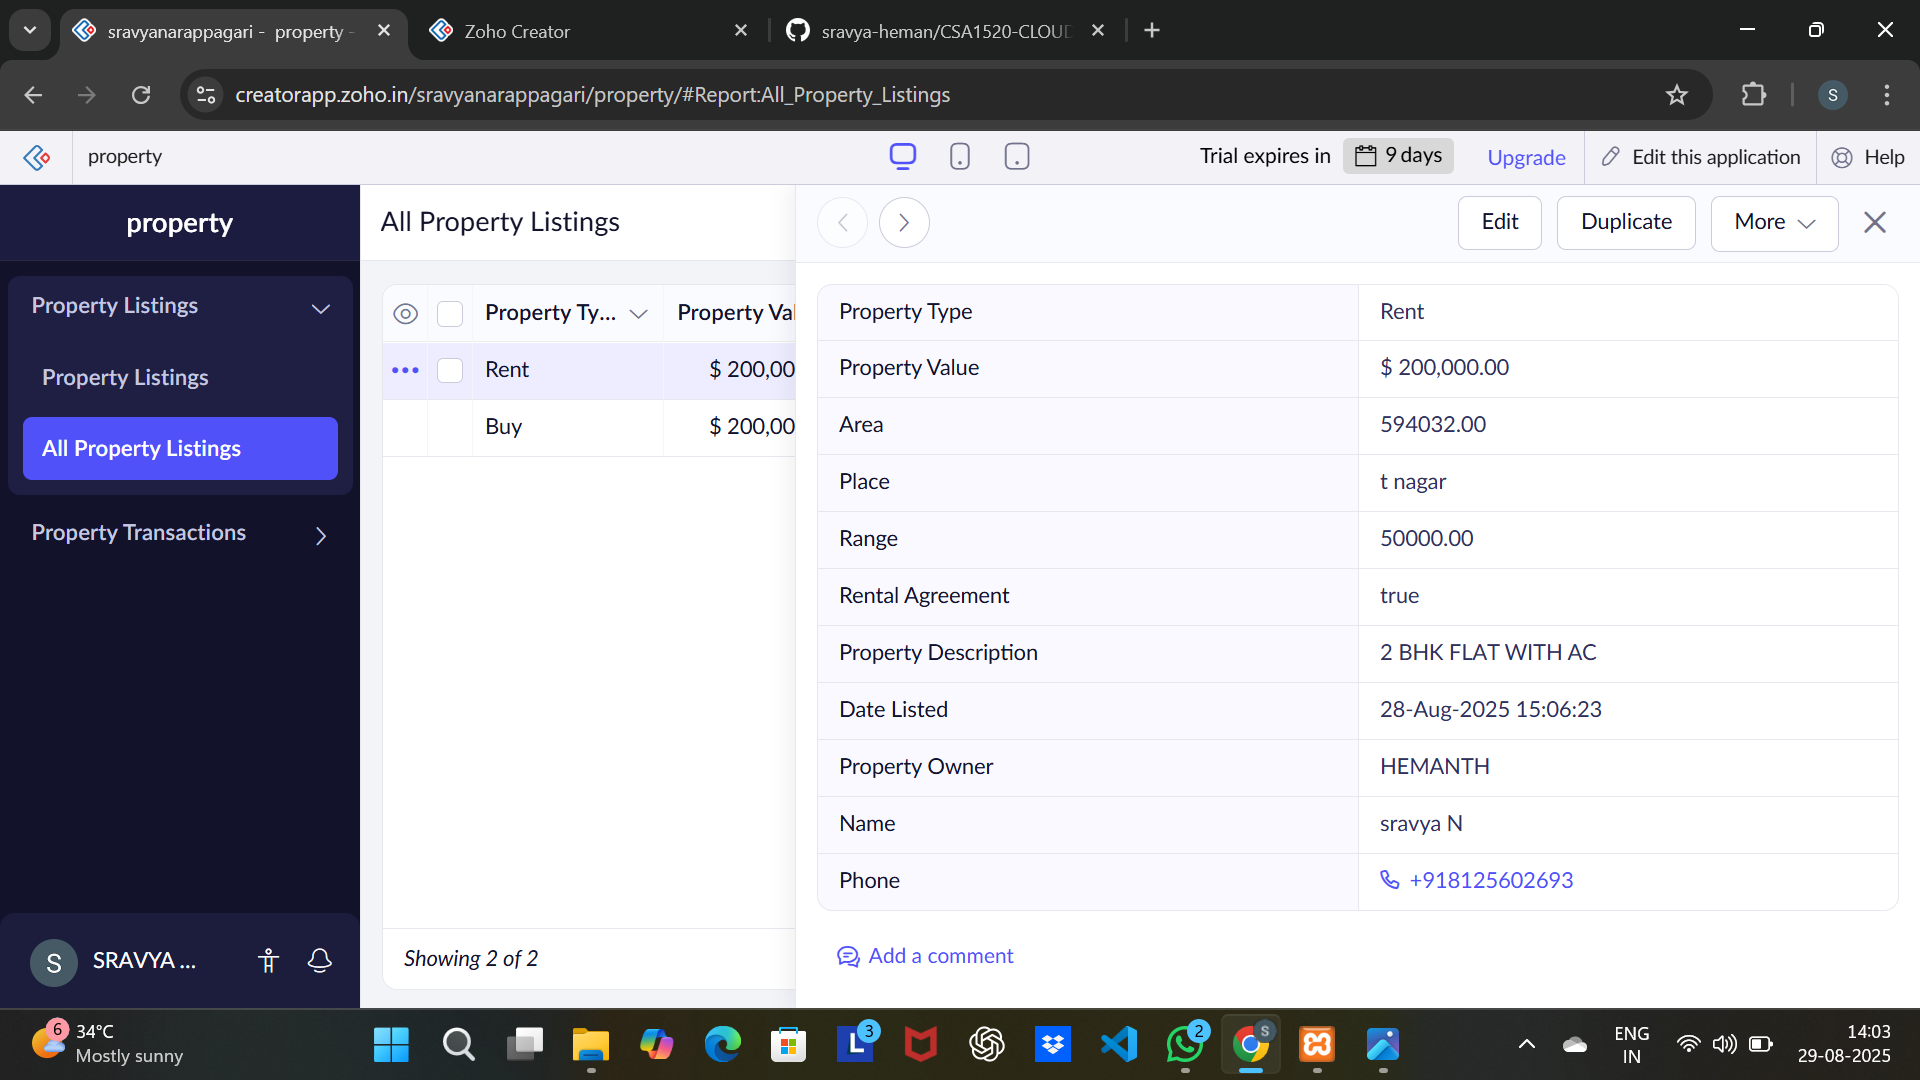 sravyanarappagari - property -
Zoho Creator
sravya-heman/CSA1520-CLOUD
creatorapp.zoho.in/sravyanarappagari/property/#Report:All_Property_Listings
S
property
Trial expires in
9 days
Upgrade
Edit this application
Help
property
Property Listings
Property Listings
All Property Listings
Property Transactions
S
SRAVYA ...
All Property Listings
Property Ty...
Property Val
Rent
$ 200,00
Buy
$ 200,00
Showing 2 of 2
Edit
Duplicate
More
Property Type
Rent
Property Value
$ 200,000.00
Area
594032.00
Place
t nagar
Range
50000.00
Rental Agreement
true
Property Description
2 BHK FLAT WITH AC
Date Listed
28-Aug-2025 15:06:23
Property Owner
HEMANTH
Name
sravya N
Phone
+918125602693
Add a comment
6
34°C
Mostly sunny
L
3
2
S
ENG
IN
14:03
29-08-2025